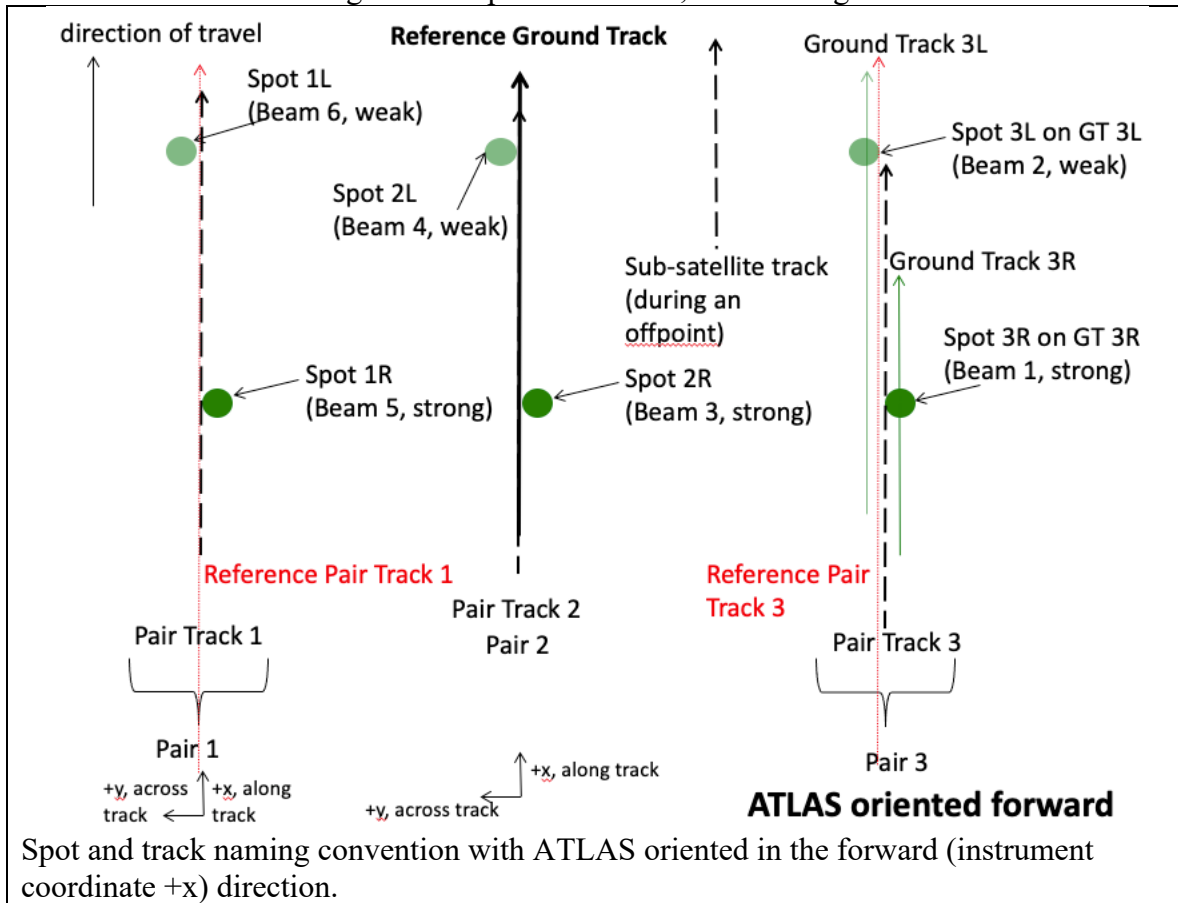 direction of travel
Reference Ground Track
Ground Track 3L
Spot 1L
(Beam 6, weak)
Spot 2L
(Beam 4, weak)
Spot 3L on GT 3L
(Beam 2, weak)
Sub-satellite track
(during an
offpoint)
Ground Track 3R
Spot 1R
(Beam 5, strong)
Spot 2R
(Beam 3, strong)
Spot 3R on GT 3R
(Beam 1, strong)
Reference Pair Track 1
Reference Pair
Track 3
Pair Track 1
Pair Track 2
Pair 2
Pair Track 3
Pair 1
Pair 3
+y, across
track
+x, along
track
+x, along track
+y, across track
ATLAS oriented forward
Spot and track naming convention with ATLAS oriented in the forward (instrument
coordinate +x) direction.